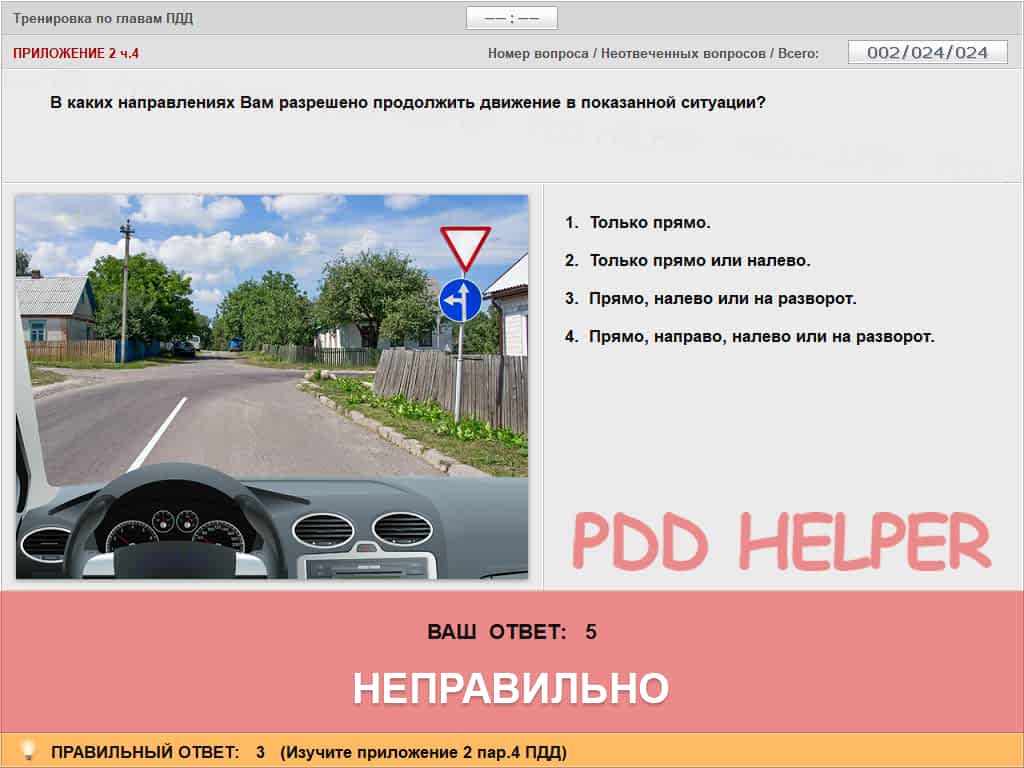 Тренировка по главам ПДД
–– : ––
ПРИЛОЖЕНИЕ 2 ч.4
Номер вопроса / Неотвеченных вопросов / Всего:
002/024/024
В каких направлениях Вам разрешено продолжить движение в показанной ситуации?
1. Только прямо.
2. Только прямо или налево.
3. Прямо, налево или на разворот.
4. Прямо, направо, налево или на разворот.
PDD HELPER
ВАШ ОТВЕТ: 5
НЕПРАВИЛЬНО
ПРАВИЛЬНЫЙ ОТВЕТ: 3 (Изучите приложение 2 пар.4 ПДД)